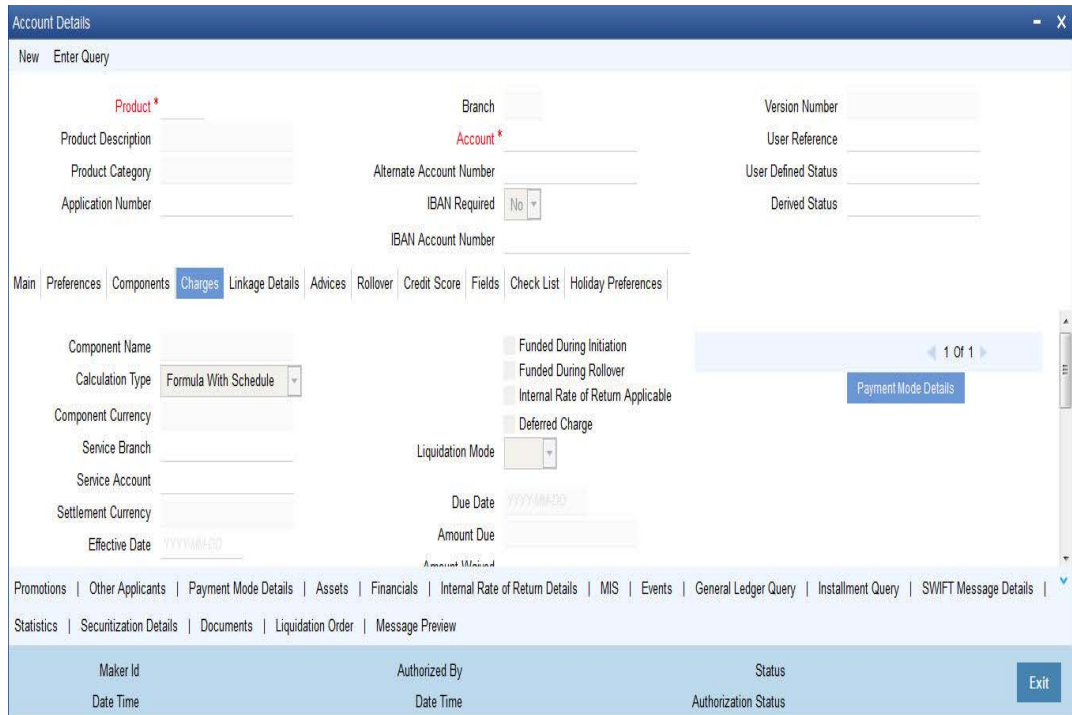 Account Details
New Enter Query
Product * Branch Version Number
Product Description Account * User Reference
Product Category Alternate Account Number User Defined Status
Application Number IBAN Required No Derived Status
IBAN Account Number
Main Preferences Components Charges Linkage Details Advices Rollover Credit Score Fields Check List Holiday Preferences
Component Name Funded During Initiation 1 Of 1
Calculation Type Formula With Schedule Funded During Rollover Payment Mode Details
Internal Rate of Return Applicable
Component Currency Deferred Charge
Service Branch Liquidation Mode
Service Account
Settlement Currency Due Date YYYY-MM-DD
Effective Date YYYY-MM-DD Amount Due
Amount Waived
Promotions | Other Applicants | Payment Mode Details | Assets | Financials | Internal Rate of Return Details | MIS | Events | General Ledger Query | Installment Query | SWIFT Message Details |
Statistics | Securitization Details | Documents | Liquidation Order | Message Preview
Maker Id Authorized By Status
Date Time Date Time Authorization Status
Exit